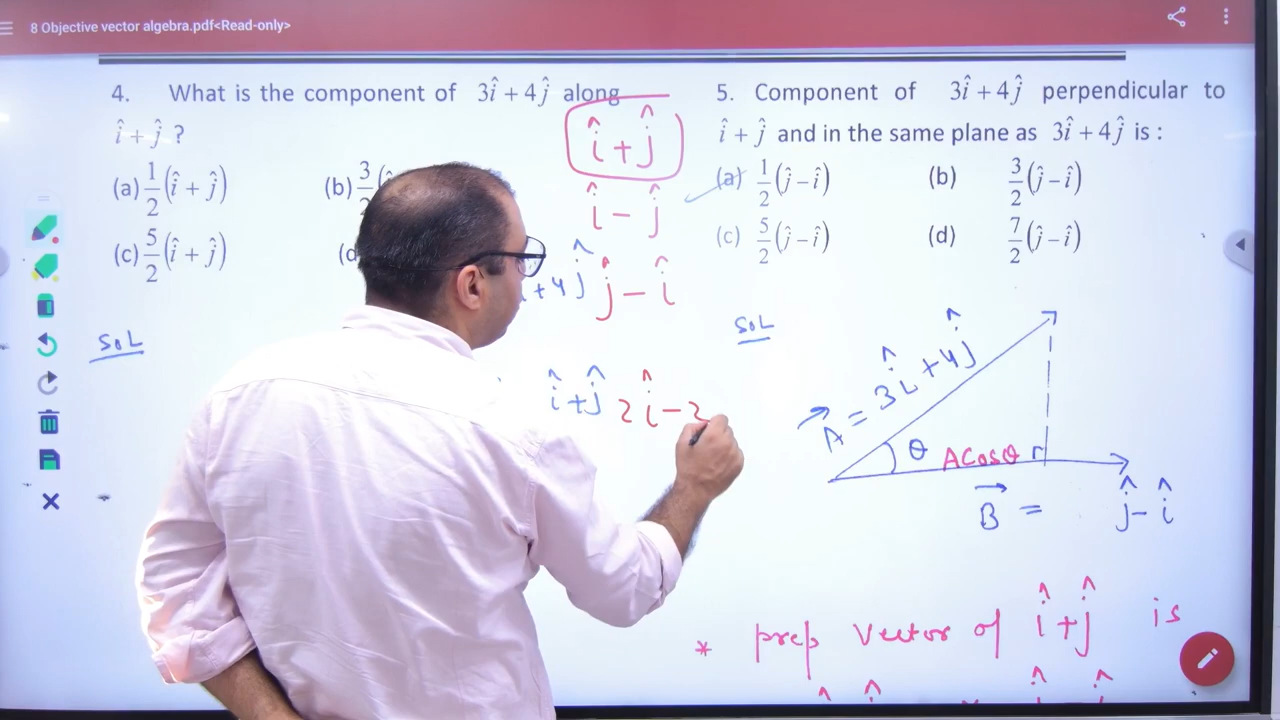 8 Objective vector algebra.pdf<Read-only>
4. What is the component of 3î + 4ĵ along
î + ĵ ?
(a) 1/2 (î + ĵ)
(b) 3/2
(c) 5/2 (î + ĵ)
(d
SOL
î + ĵ
î - ĵ
+ 4ĵ
ĵ - î
î + ĵ
2î - 2
5. Component of 3î + 4ĵ perpendicular to
î + ĵ and in the same plane as 3î + 4ĵ is :
(a) 1/2 (ĵ - î)
(b) 3/2 (ĵ - î)
(c) 5/2 (ĵ - î)
(d) 7/2 (ĵ - î)
SOL
A⃗ = 3î + 4ĵ
θ ACosθ
B⃗ = ĵ - î
* prep Vector of î + ĵ is